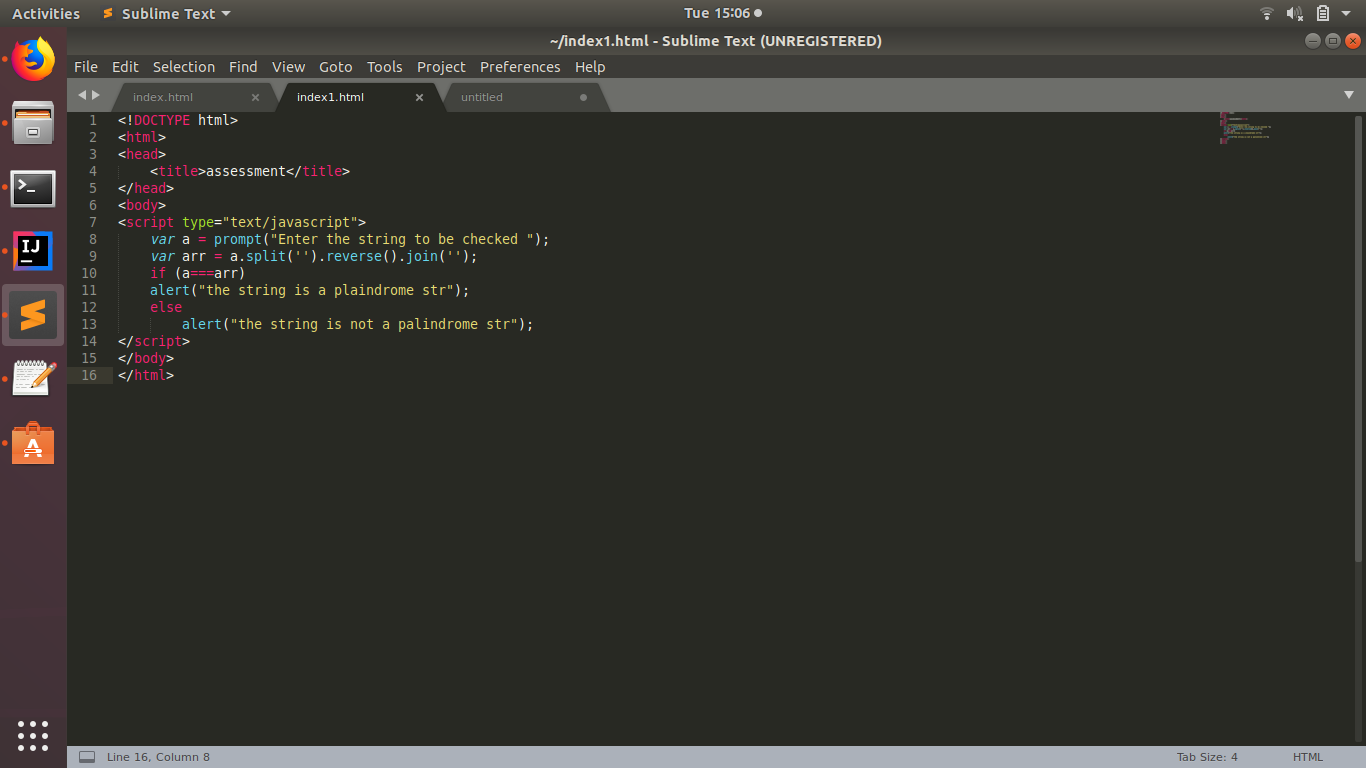 Activities Sublime Text Tue 15:06
~/index1.html - Sublime Text (UNREGISTERED)
File Edit Selection Find View Goto Tools Project Preferences Help
index.html index1.html untitled
1 <!DOCTYPE html>
2 <html>
3 <head>
4 <title>assessment</title>
5 </head>
6 <body>
7 <script type="text/javascript">
8 var a = prompt("Enter the string to be checked ");
9 var arr = a.split('').reverse().join('');
10 if (a===arr)
11 alert("the string is a plaindrome str");
12 else
13 alert("the string is not a palindrome str");
14 </script>
15 </body>
16 </html>
Line 16, Column 8 Tab Size: 4 HTML